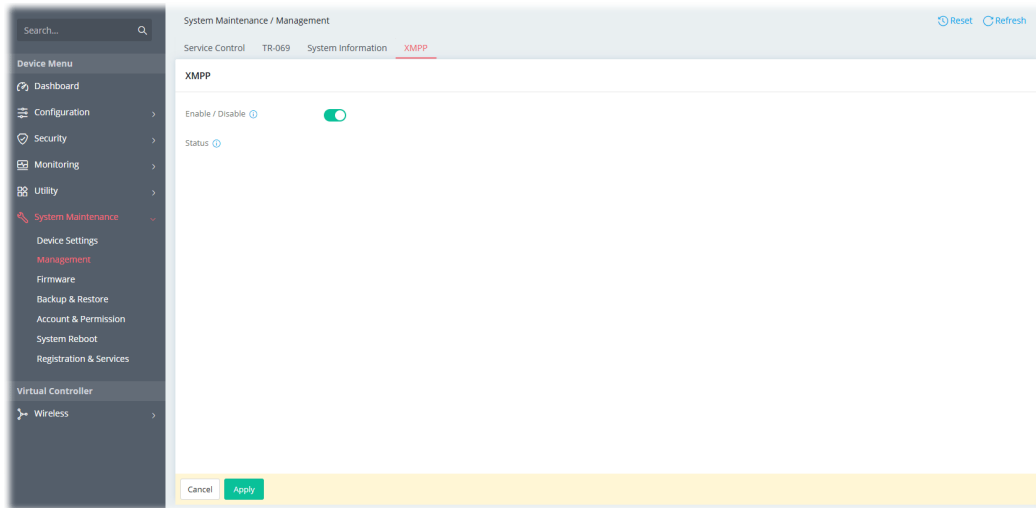 Search...
Device Menu
Dashboard
Configuration
Security
Monitoring
Utility
System Maintenance
Device Settings
Management
Firmware
Backup & Restore
Account & Permission
System Reboot
Registration & Services
Virtual Controller
Wireless
System Maintenance / Management
Reset Refresh
Service Control TR-069 System Information XMPP
XMPP
Enable / Disable
Status
Cancel Apply